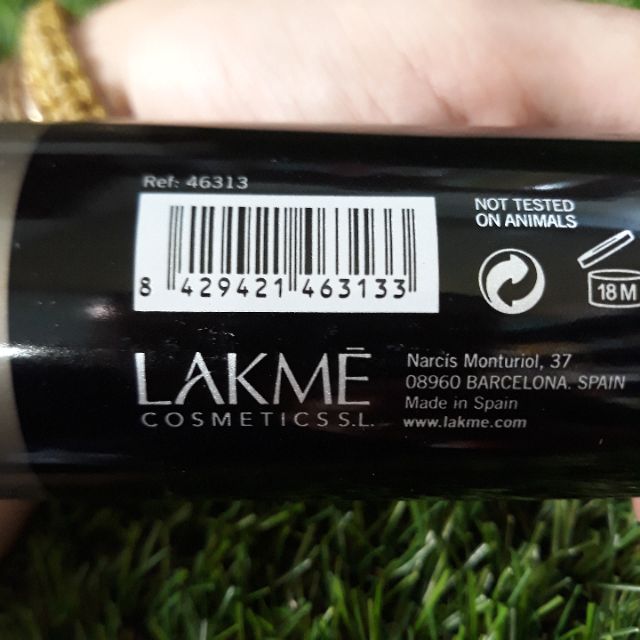 Ref: 46313
8 429421 463133
NOT TESTED
ON ANIMALS
18 M
LAKMĒ
COSMETICS S.L.
Narcís Monturiol, 37
08960 BARCELONA. SPAIN
Made in Spain
www.lakme.com